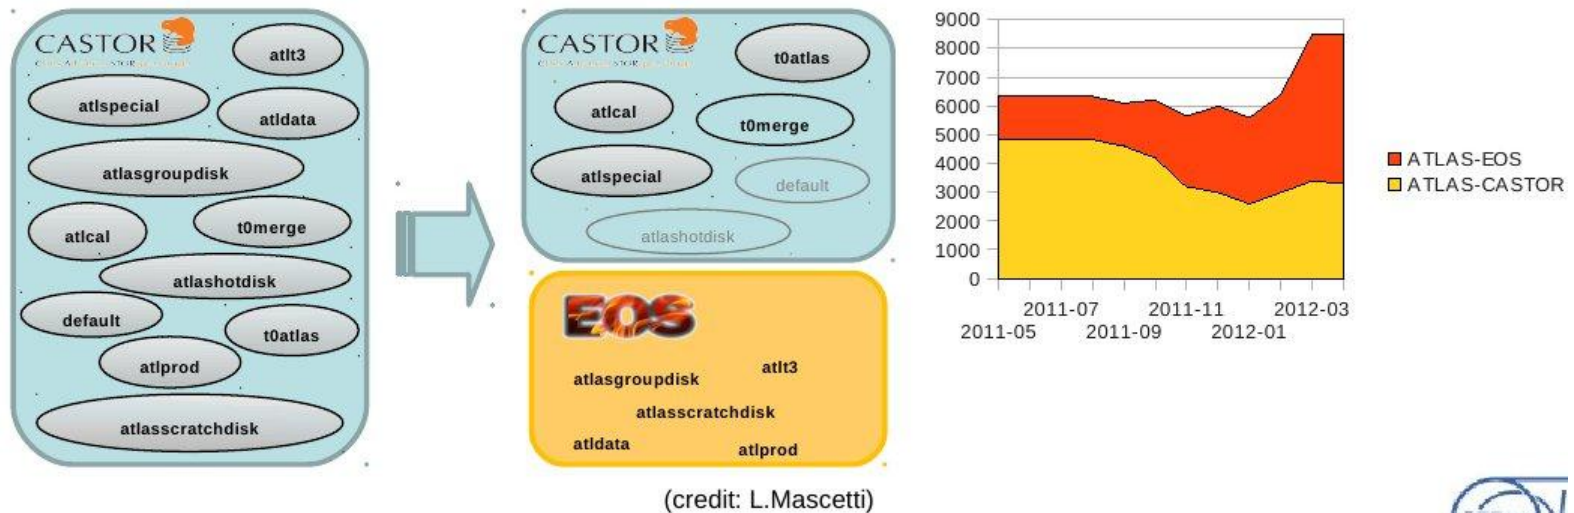 CASTOR
atlt3
atlspecial
atldata
atlasgroupdisk
atlcal
t0merge
atlashotdisk
default
t0atlas
atlprod
atlasscratchdisk
CASTOR
t0atlas
atlcal
t0merge
atlspecial
default
atlashotdisk
EOS
atlasgroupdisk
atlt3
atlasscratchdisk
atldata
atlprod
(credit: L.Mascetti)
9000
8000
7000
6000
5000
4000
3000
2000
1000
0
2011-07 2011-11 2012-03
2011-05 2011-09 2012-01
ATLAS-EOS
ATLAS-CASTOR